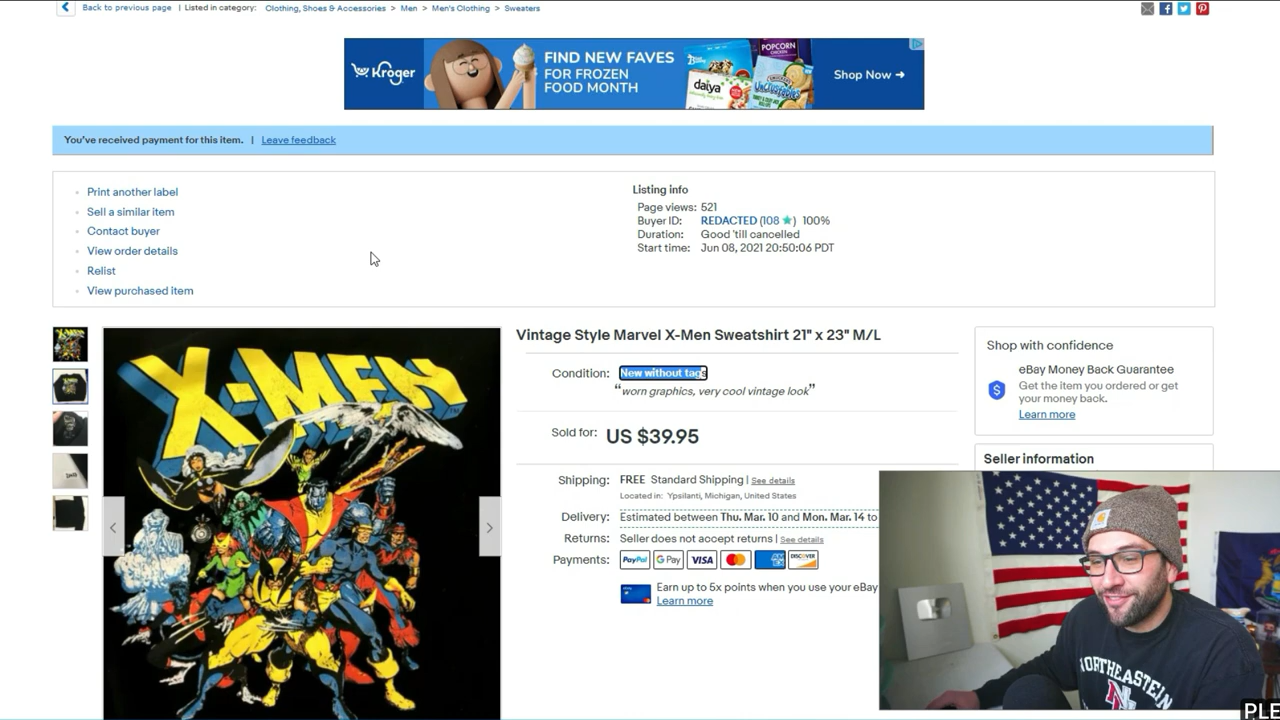 Back to previous page | Listed in category: Clothing, Shoes & Accessories > Men > Men's Clothing > Sweaters
Kroger
FIND NEW FAVES
FOR FROZEN
FOOD MONTH
daiya
POPCORN
CHICKEN
UNCRUSTABLES
Shop Now →
You've received payment for this item. | Leave feedback
Print another label
Sell a similar item
Contact buyer
View order details
Relist
View purchased item
Listing info
Page views: 521
Buyer ID: REDACTED (108 ★) 100%
Duration: Good 'till cancelled
Start time: Jun 08, 2021 20:50:06 PDT
X-MEN
Vintage Style Marvel X-Men Sweatshirt 21" x 23" M/L
Condition: New without tags
“worn graphics, very cool vintage look”
Sold for: US $39.95
Shipping: FREE Standard Shipping | See details
Located in: Ypsilanti, Michigan, United States
Delivery: Estimated between Thu. Mar. 10 and Mon. Mar. 14 to
Returns: Seller does not accept returns | See details
Payments: PayPal G Pay VISA DISCOVER
Earn up to 5x points when you use your eBay
Learn more
Shop with confidence
eBay Money Back Guarantee
Get the item you ordered or get
your money back.
Learn more
Seller information
NORTHEASTERN
N
PLE